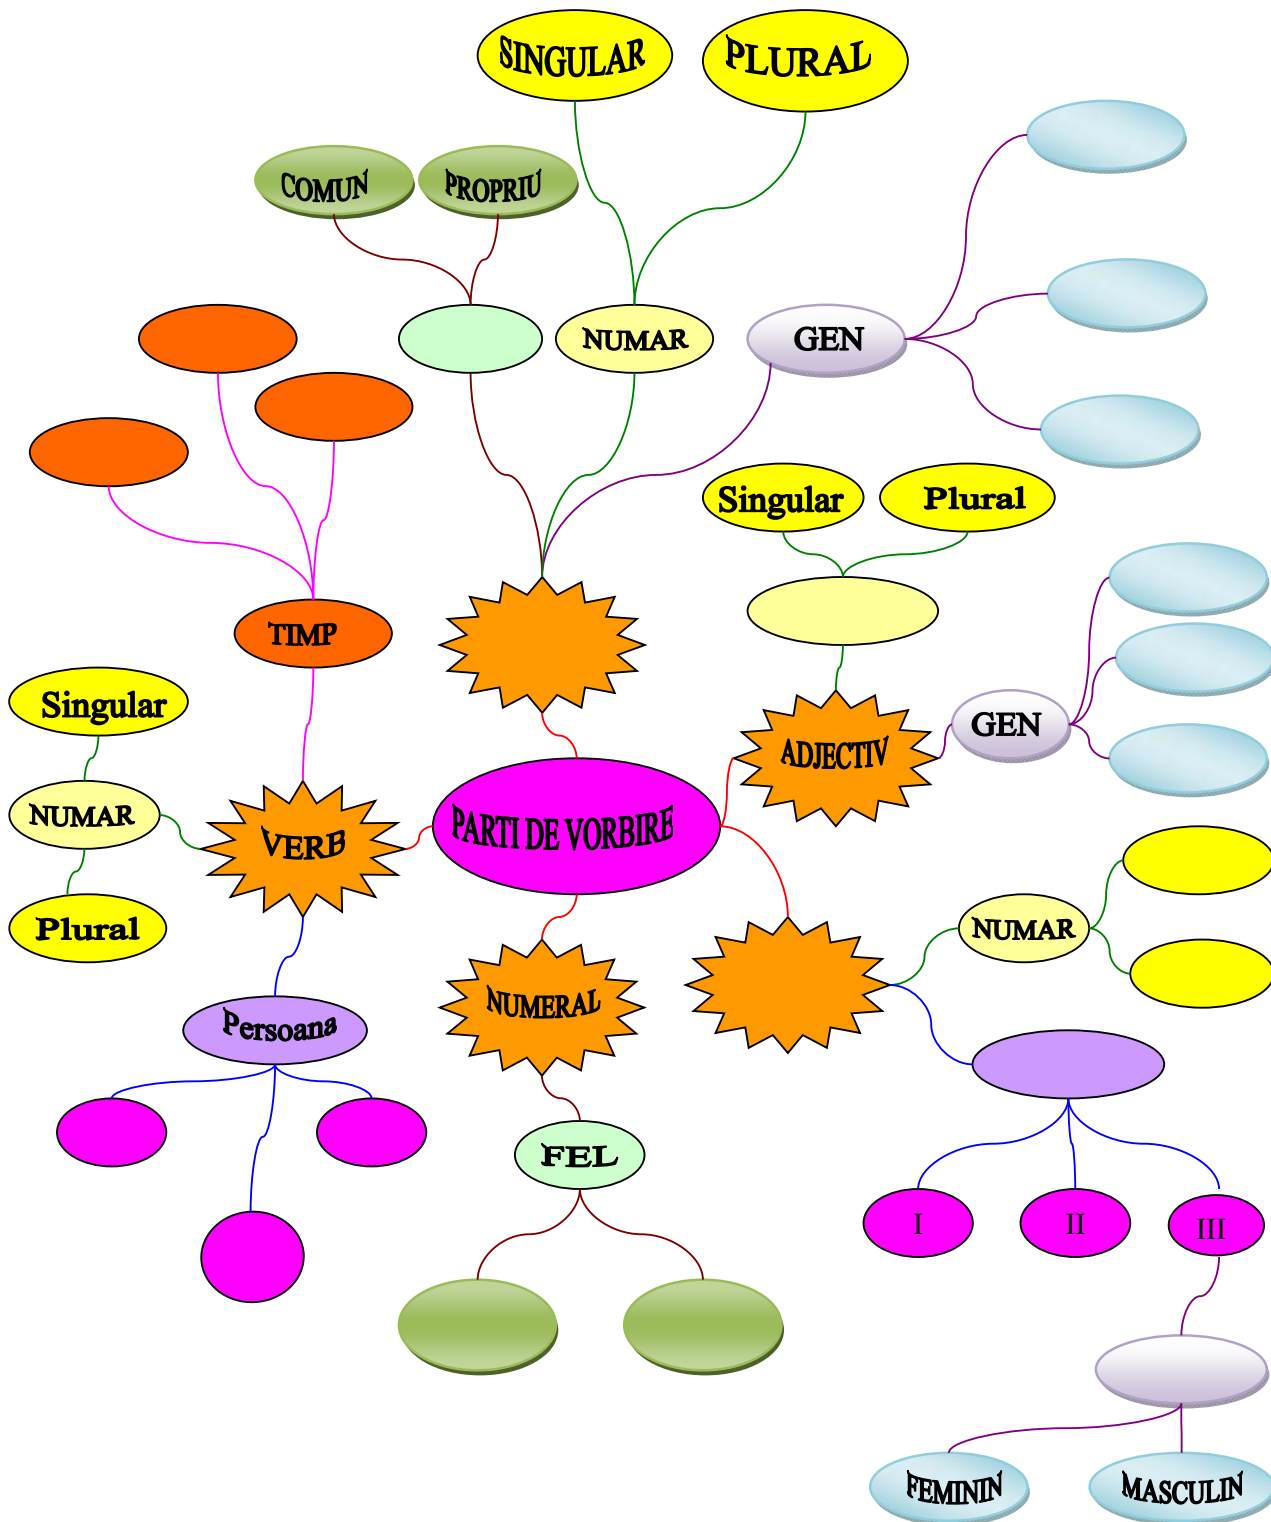 SINGULAR
PLURAL
COMUN
PROPRIU
NUMAR
GEN
Singular
Plural
TIMP
Singular
ADJECTIV
GEN
NUMAR
VERB
PARTI DE VORBIRE
Plural
NUMAR
NUMERAL
Persoana
FEL
I
II
III
FEMININ
MASCULIN